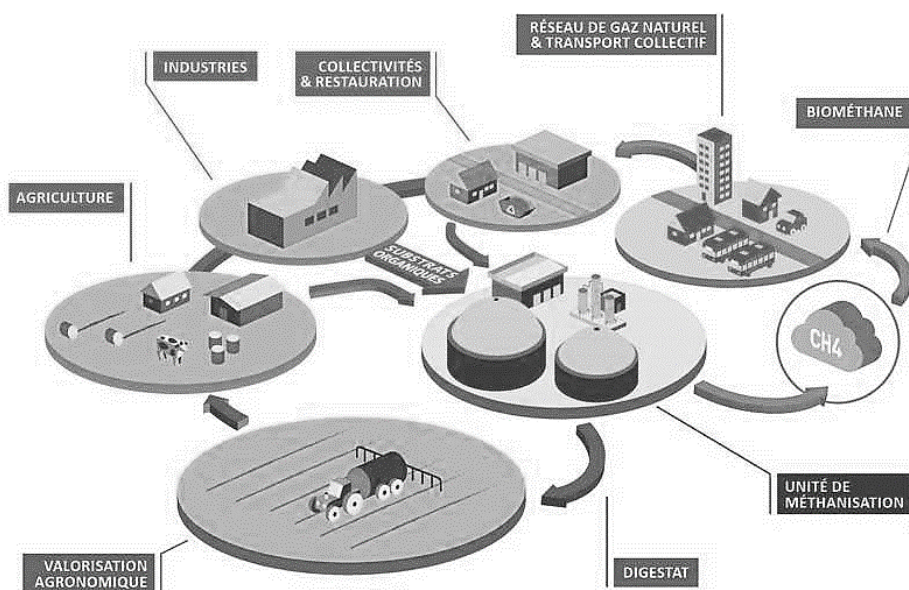 RÉSEAU DE GAZ NATUREL
& TRANSPORT COLLECTIF
INDUSTRIES
COLLECTIVITÉS
& RESTAURATION
BIOMÉTHANE
AGRICULTURE
SUBSTRATS
ORGANIQUES
CH4
UNITÉ DE
MÉTHANISATION
VALORISATION
AGRONOMIQUE
DIGESTAT